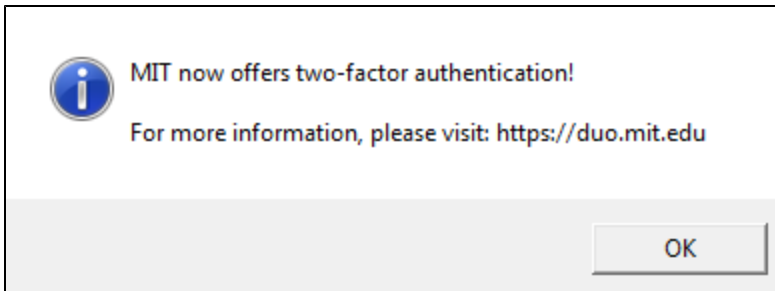 MIT now offers two-factor authentication!
For more information, please visit: https://duo.mit.edu
OK